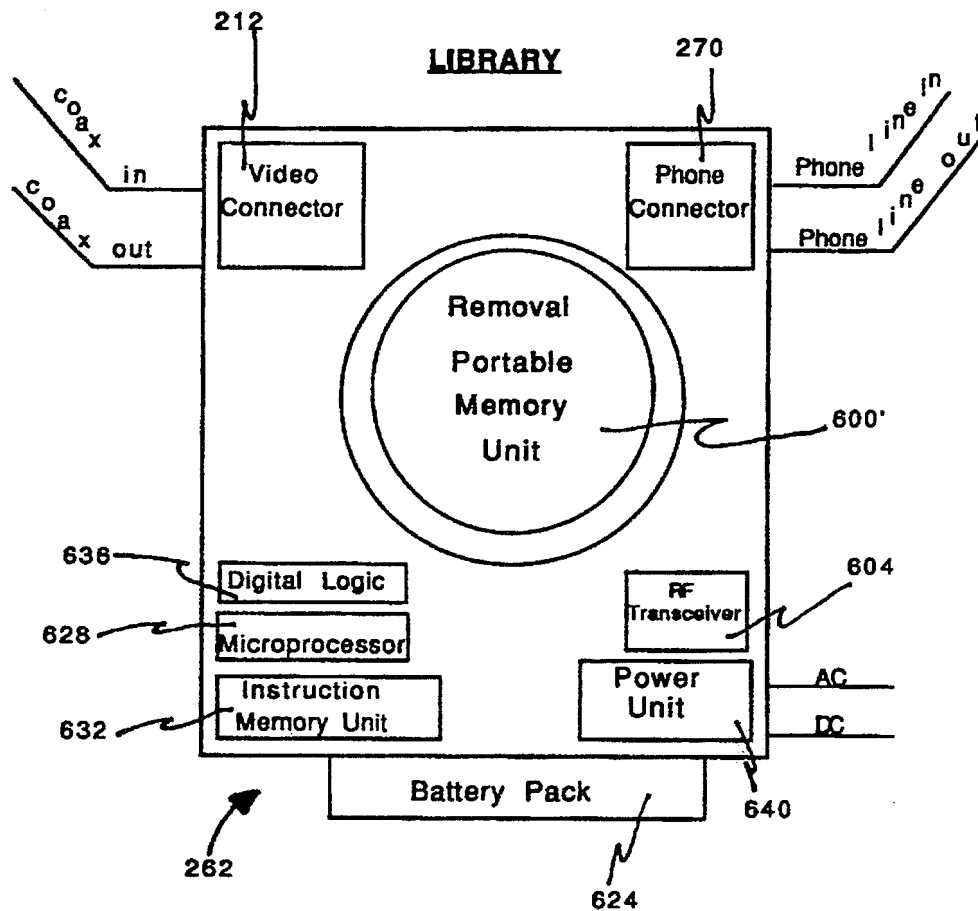 212
LIBRARY
270
coax in
coax out
Phone line in
Phone line out
Video
Connector
Phone
Connector
Removal
Portable
Memory
Unit
600'
636
Digital Logic
628
Microprocessor
632
Instruction
Memory Unit
RF
Transceiver
604
Power
Unit
AC
DC
640
Battery Pack
262
624